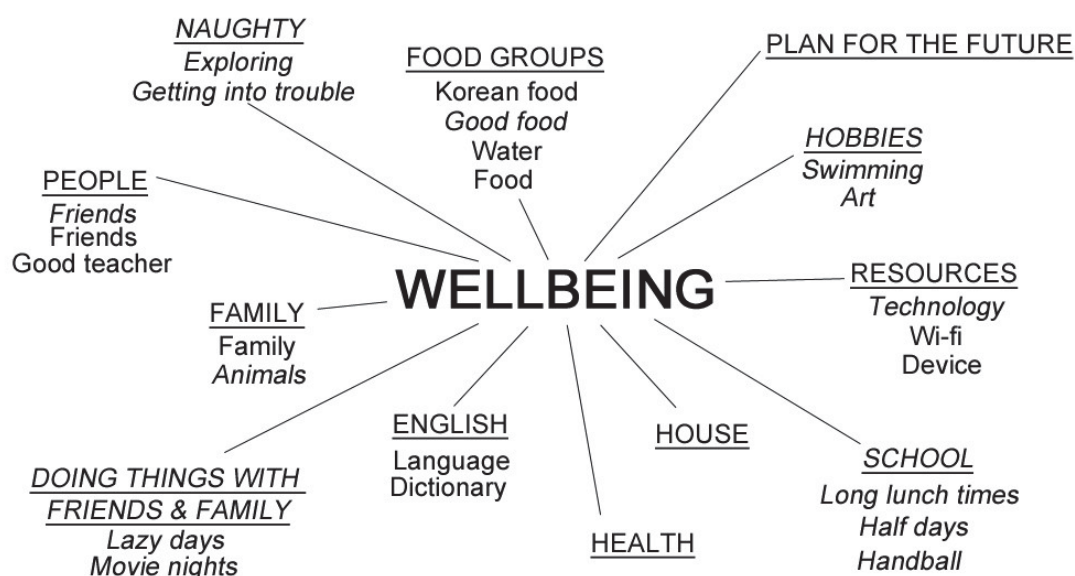 NAUGHTY
Exploring
Getting into trouble
FOOD GROUPS
Korean food
Good food
Water
Food
PLAN FOR THE FUTURE
HOBBIES
Swimming
Art
PEOPLE
Friends
Friends
Good teacher
WELLBEING
RESOURCES
Technology
Wi-fi
Device
FAMILY
Family
Animals
ENGLISH
Language
Dictionary
HOUSE
SCHOOL
Long lunch times
Half days
Handball
DOING THINGS WITH
FRIENDS & FAMILY
Lazy days
Movie nights
HEALTH